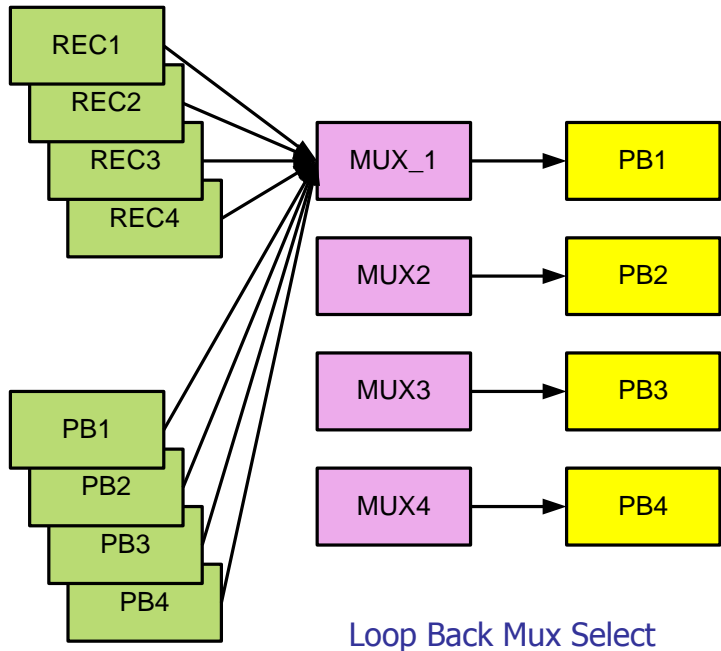 REC1
REC2
REC3
REC4
MUX_1
PB1
MUX2
PB2
MUX3
PB3
MUX4
PB4
PB1
PB2
PB3
PB4
Loop Back Mux Select